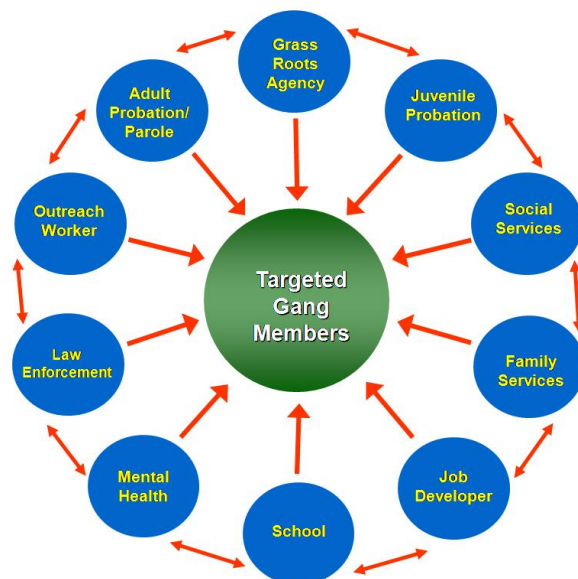 Grass
Roots
Agency
Juvenile
Probation
Social
Services
Family
Services
Job
Developer
School
Mental
Health
Law
Enforcement
Outreach
Worker
Adult
Probation/
Parole
Targeted
Gang
Members